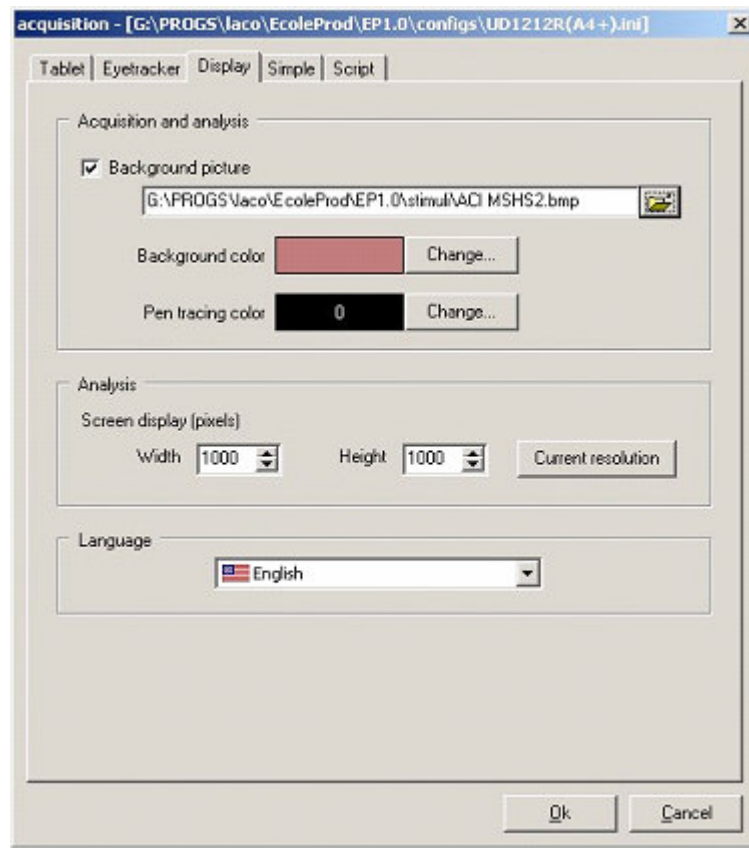 acquisition - [G:\PROGS\laco\EcoleProd\EP1.0\configs\UD1212R(A4+).ini]
Tablet Eyetracker Display Simple Script
Acquisition and analysis
Background picture
G:\PROGS\laco\EcoleProd\EP1.0\stimuli\ACI MSHS2.bmp
Background color Change...
Pen tracing color 0 Change...
Analysis
Screen display (pixels)
Width 1000 Height 1000 Current resolution
Language
English
Ok Cancel